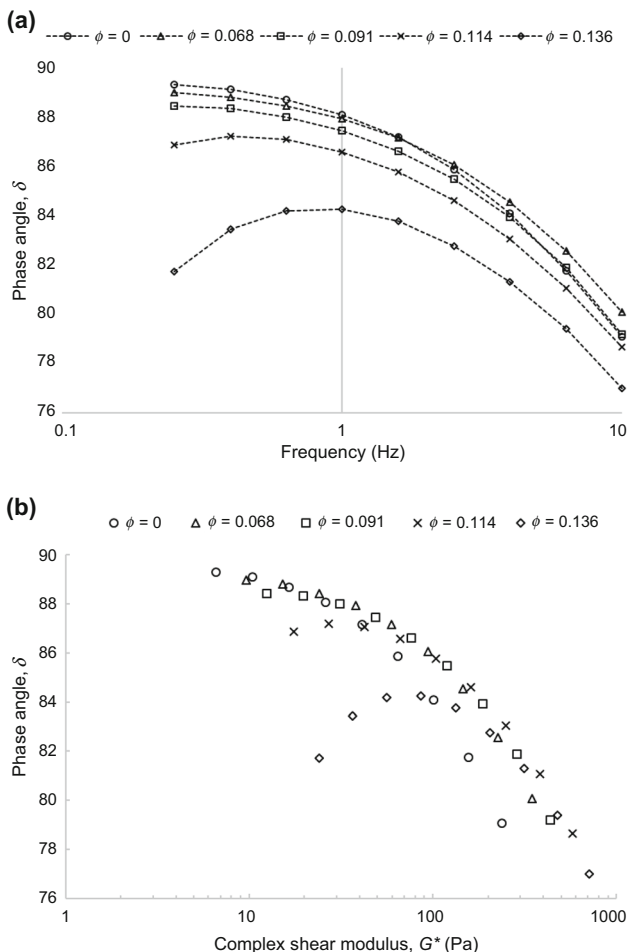 (a)
ϕ = 0 ϕ = 0.068 ϕ = 0.091 ϕ = 0.114 ϕ = 0.136
90
88
86
84
82
80
78
76
Phase angle, δ
0.1 1 10
Frequency (Hz)
(b)
ϕ = 0 ϕ = 0.068 ϕ = 0.091 ϕ = 0.114 ϕ = 0.136
90
88
86
84
82
80
78
76
Phase angle, δ
1 10 100 1000
Complex shear modulus, G* (Pa)